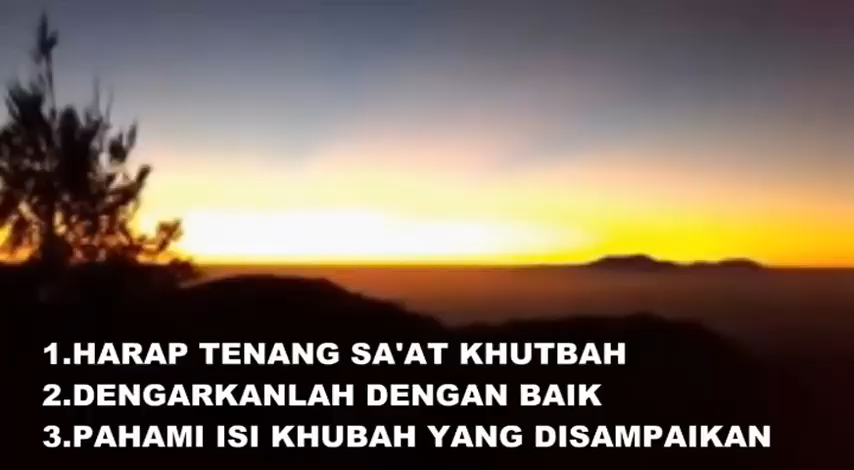 1.HARAP TENANG SA'AT KHUTBAH
2.DENGARKANLAH DENGAN BAIK
3.PAHAMI ISI KHUBAH YANG DISAMPAIKAN